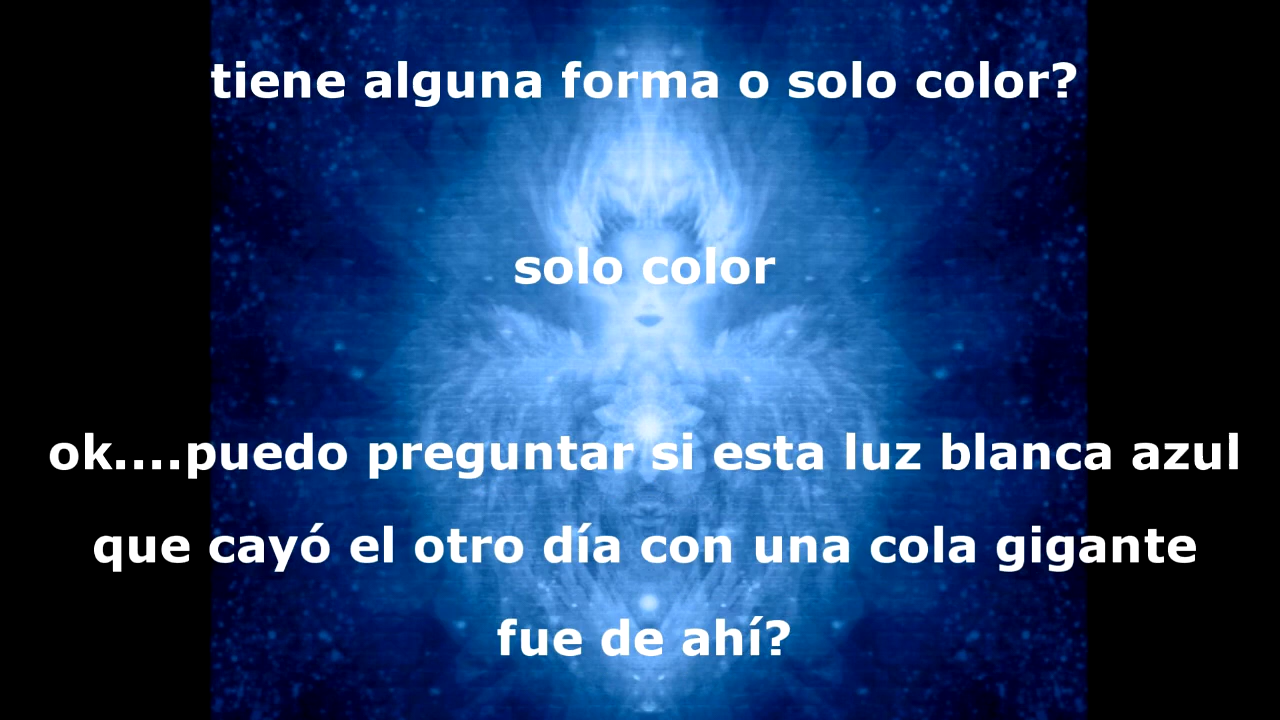 tiene alguna forma o solo color?
solo color
ok....puedo preguntar si esta luz blanca azul
que cayó el otro día con una cola gigante
fue de ahí?